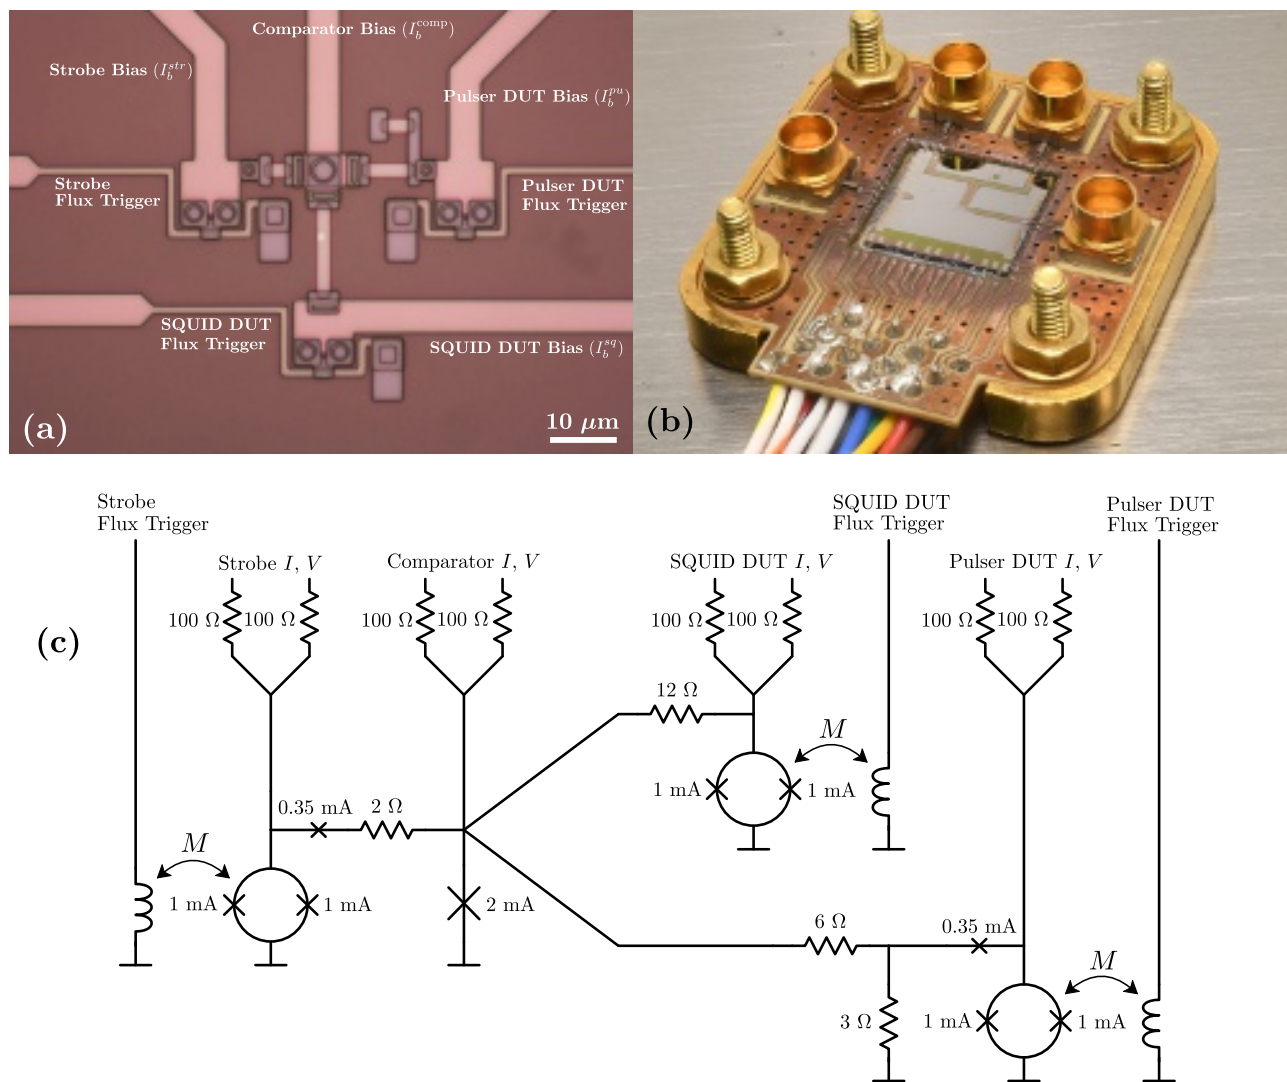 Comparator Bias (I_b^comp)
Strobe Bias (I_b^str)
Pulser DUT Bias (I_b^pu)
Strobe
Flux Trigger
Pulser DUT
Flux Trigger
SQUID DUT
Flux Trigger
SQUID DUT Bias (I_b^sq)
(a)
10 μm
(b)
Strobe
Flux Trigger
SQUID DUT
Flux Trigger
Pulser DUT
Flux Trigger
Strobe I, V
Comparator I, V
SQUID DUT I, V
Pulser DUT I, V
100 Ω
100 Ω
100 Ω
100 Ω
100 Ω
100 Ω
100 Ω
100 Ω
(c)
12 Ω
M
1 mA
1 mA
0.35 mA
2 Ω
M
1 mA
1 mA
2 mA
6 Ω
0.35 mA
M
3 Ω
1 mA
1 mA